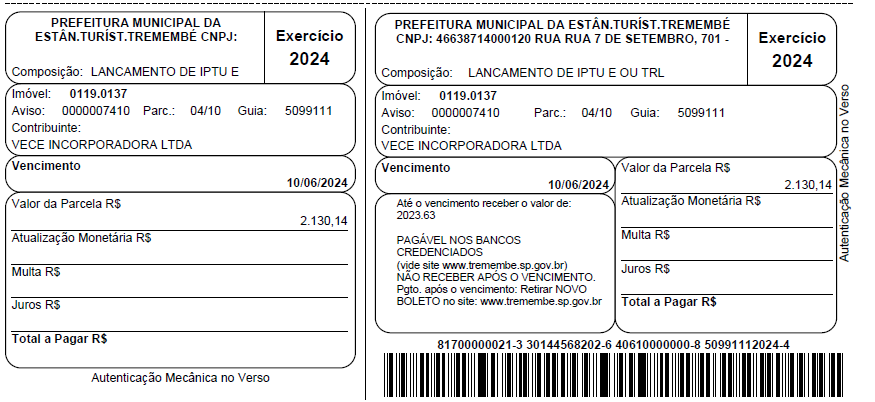 PREFEITURA MUNICIPAL DA
ESTÂN.TURÍST.TREMEMBÉ CNPJ:
Exercício
2024
Composição: LANCAMENTO DE IPTU E
Imóvel: 0119.0137
Aviso: 0000007410 Parc.: 04/10 Guia: 5099111
Contribuinte:
VECE INCORPORADORA LTDA
Vencimento
10/06/2024
Valor da Parcela R$
2.130,14
Atualização Monetária R$
Multa R$
Juros R$
Total a Pagar R$
Autenticação Mecânica no Verso
PREFEITURA MUNICIPAL DA ESTÂN.TURÍST.TREMEMBÉ
CNPJ: 46638714000120 RUA RUA 7 DE SETEMBRO, 701 -
Exercício
2024
Composição: LANCAMENTO DE IPTU E OU TRL
Imóvel: 0119.0137
Aviso: 0000007410 Parc.: 04/10 Guia: 5099111
Contribuinte:
VECE INCORPORADORA LTDA
Vencimento
10/06/2024
Até o vencimento receber o valor de:
2023.63
PAGÁVEL NOS BANCOS
CREDENCIADOS
(vide site www.tremembe.sp.gov.br)
NÃO RECEBER APÓS O VENCIMENTO.
Pgto. após o vencimento: Retirar NOVO
BOLETO no site: www.tremembe.sp.gov.br
Valor da Parcela R$
2.130,14
Atualização Monetária R$
Multa R$
Juros R$
Total a Pagar R$
Autenticação Mecânica no Verso
81700000021-3 30144568202-6 40610000000-8 50991112024-4